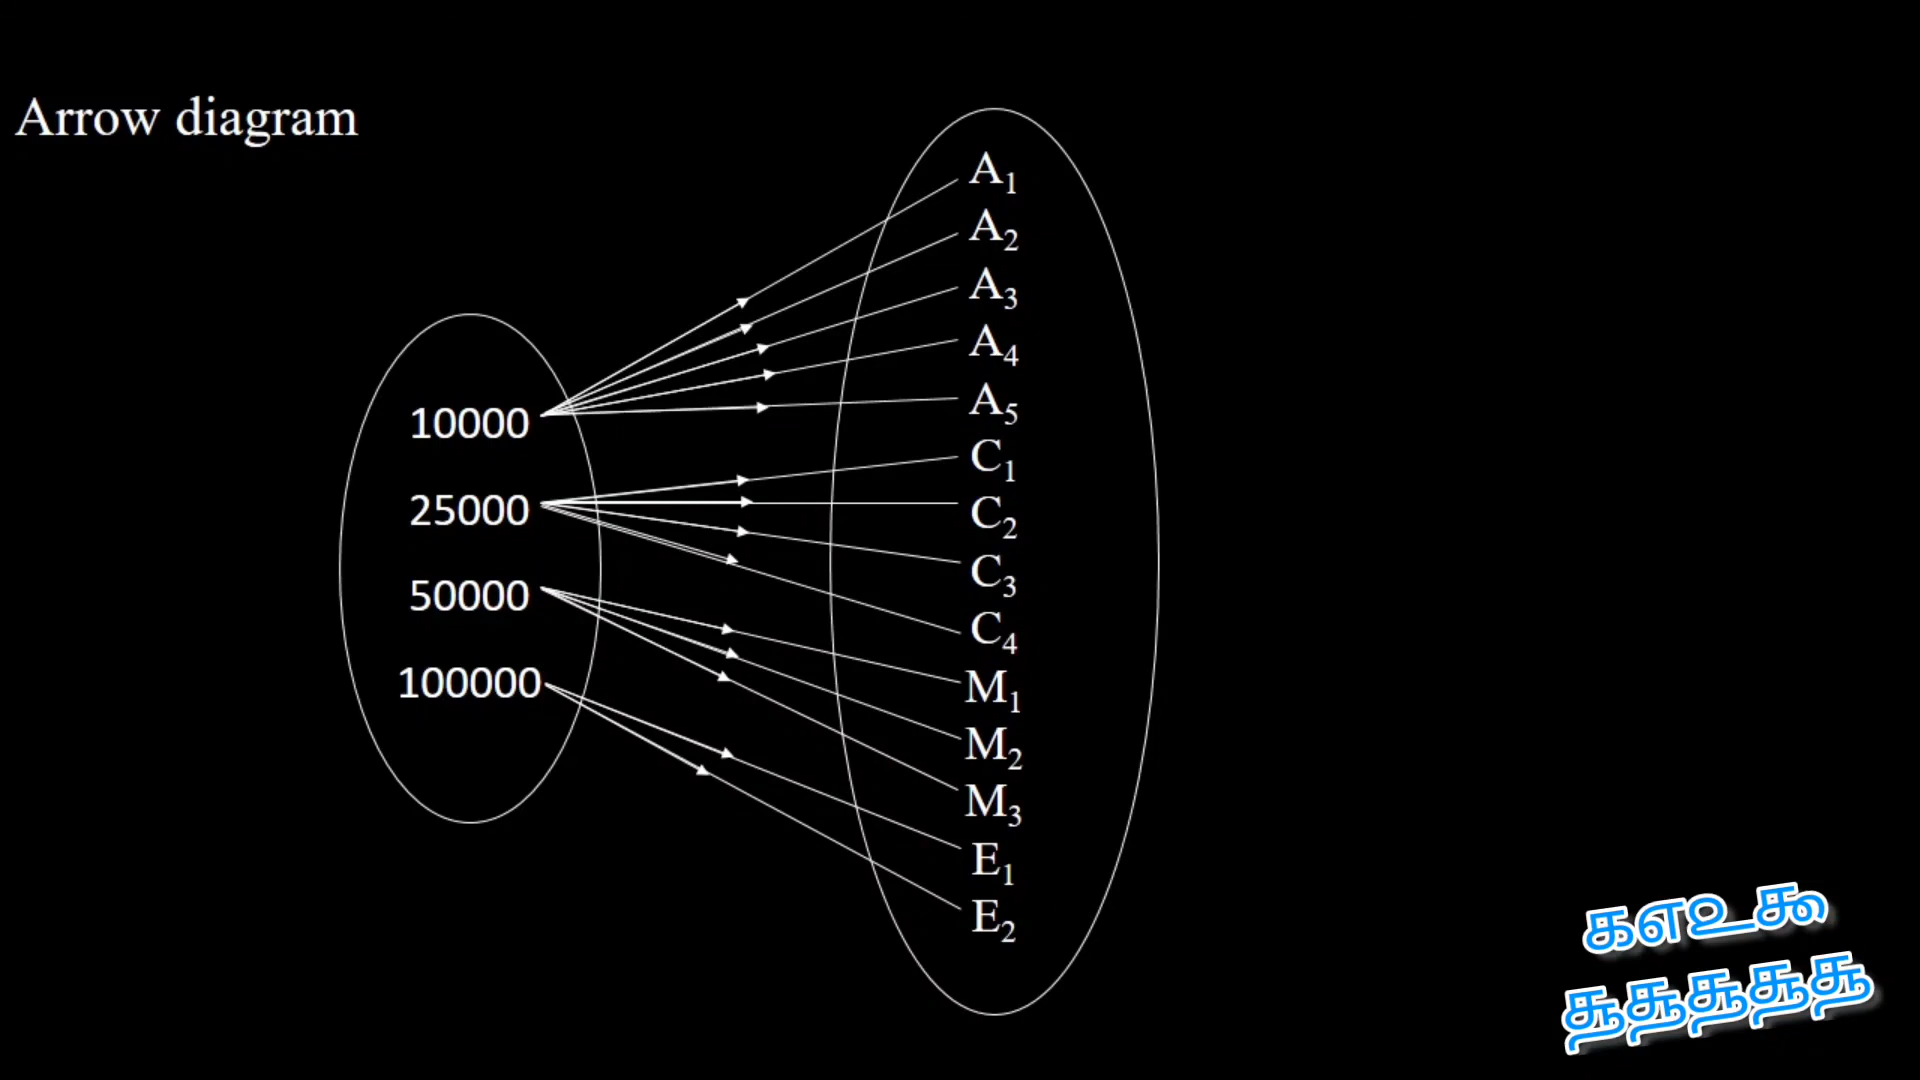 Arrow diagram
A1
A2
A3
A4
A5
10000
C1
25000
C2
C3
50000
C4
100000
M1
M2
M3
E1
E2